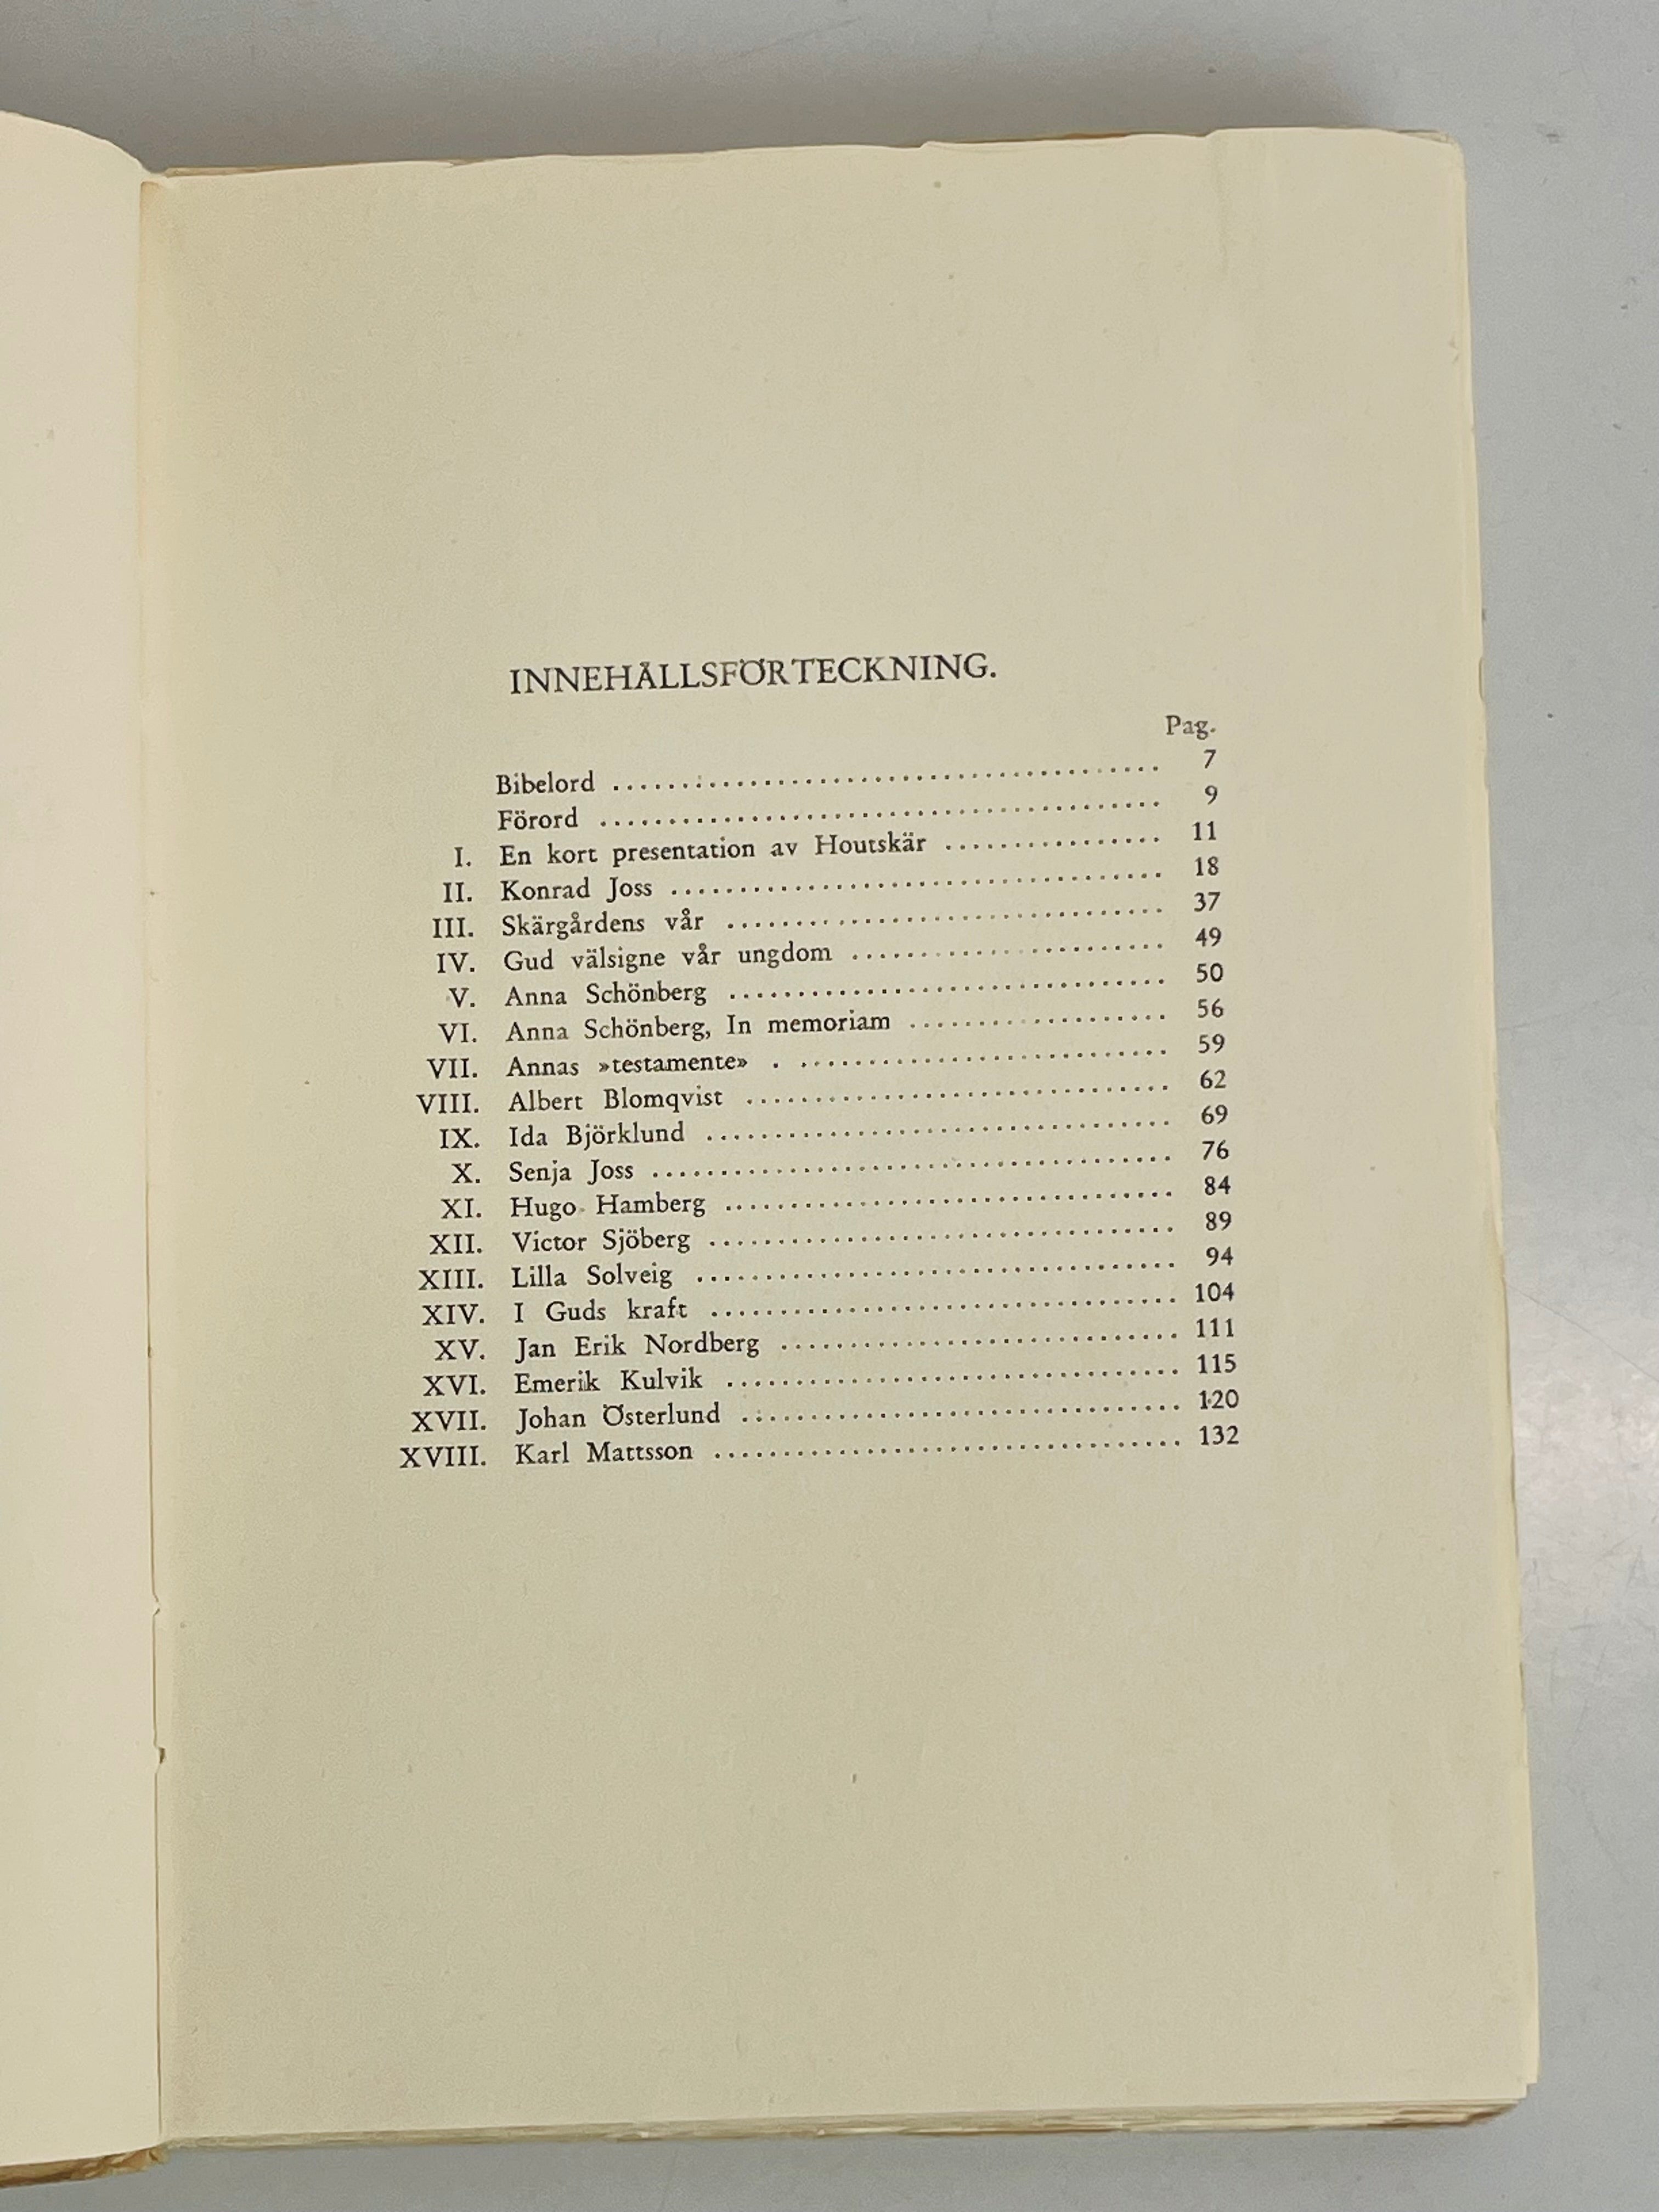 INNEHÅLLSFÖRTECKNING.
Pag.
Bibelord ........................................ 7
Förord ........................................ 9
I. En kort presentation av Houtskär ................ 11
II. Konrad Joss .................................... 18
III. Skärgårdens vår ................................ 37
IV. Gud välsigne vår ungdom ....................... 49
V. Anna Schönberg ................................ 50
VI. Anna Schönberg, In memoriam ................... 56
VII. Annas »testamente» . ........................... 59
VIII. Albert Blomqvist ............................... 62
IX. Ida Björklund .................................. 69
X. Senja Joss ...................................... 76
XI. Hugo Hamberg ................................. 84
XII. Victor Sjöberg .................................. 89
XIII. Lilla Solveig ................................... 94
XIV. I Guds kraft .................................. 104
XV. Jan Erik Nordberg ............................. 111
XVI. Emerik Kulvik ................................. 115
XVII. Johan Österlund ................................ 120
XVIII. Karl Mattsson .................................. 132